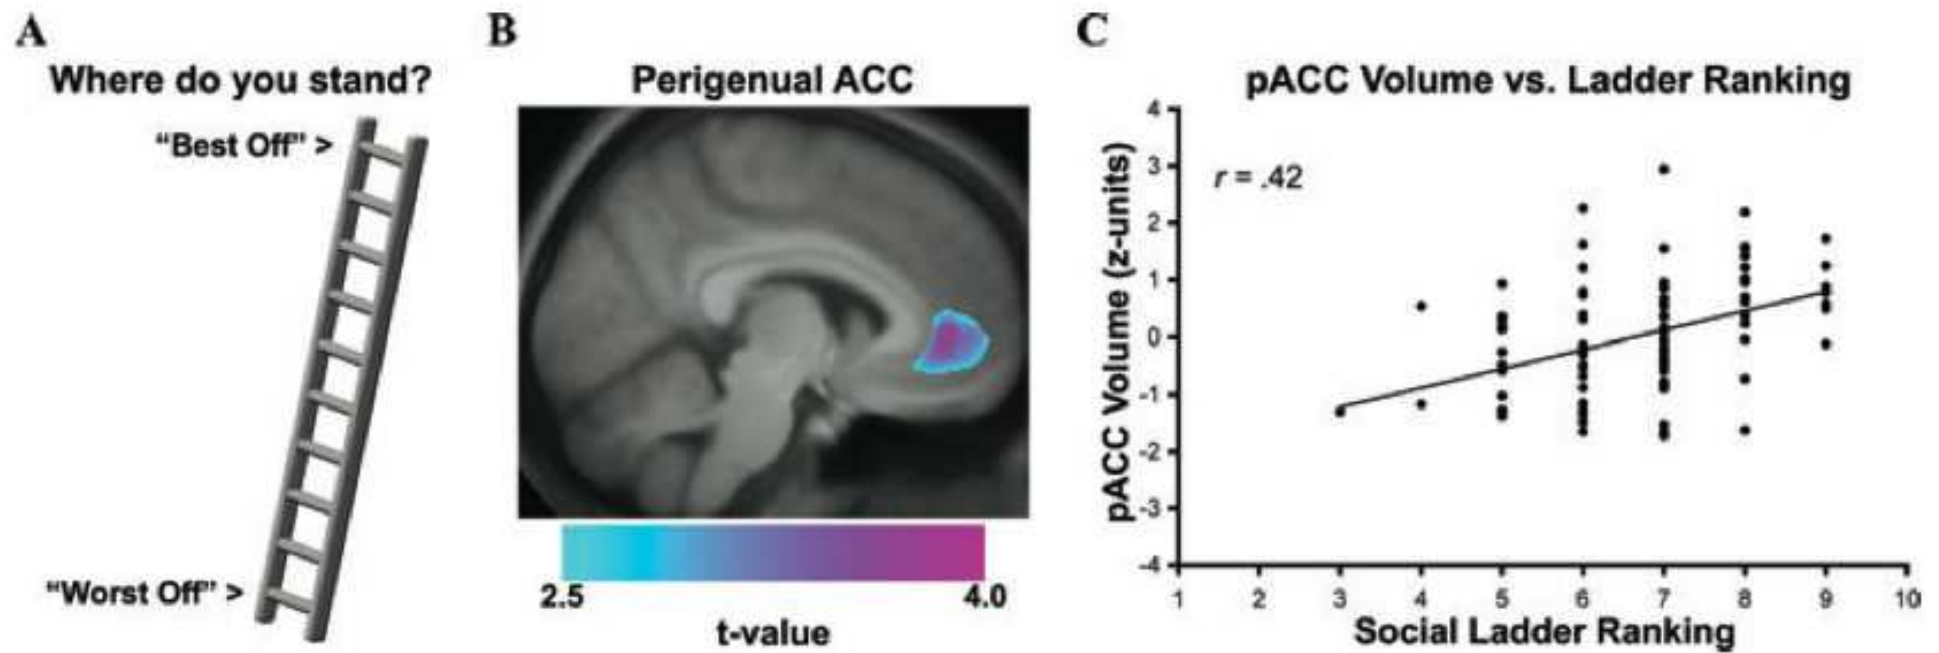 A
Where do you stand?
“Best Off” >
“Worst Off” >
B
Perigenual ACC
2.5 4.0
t-value
C
pACC Volume vs. Ladder Ranking
r = .42
pACC Volume (z-units)
4
3
2
1
0
-1
-2
-3
-4
1 2 3 4 5 6 7 8 9 10
Social Ladder Ranking